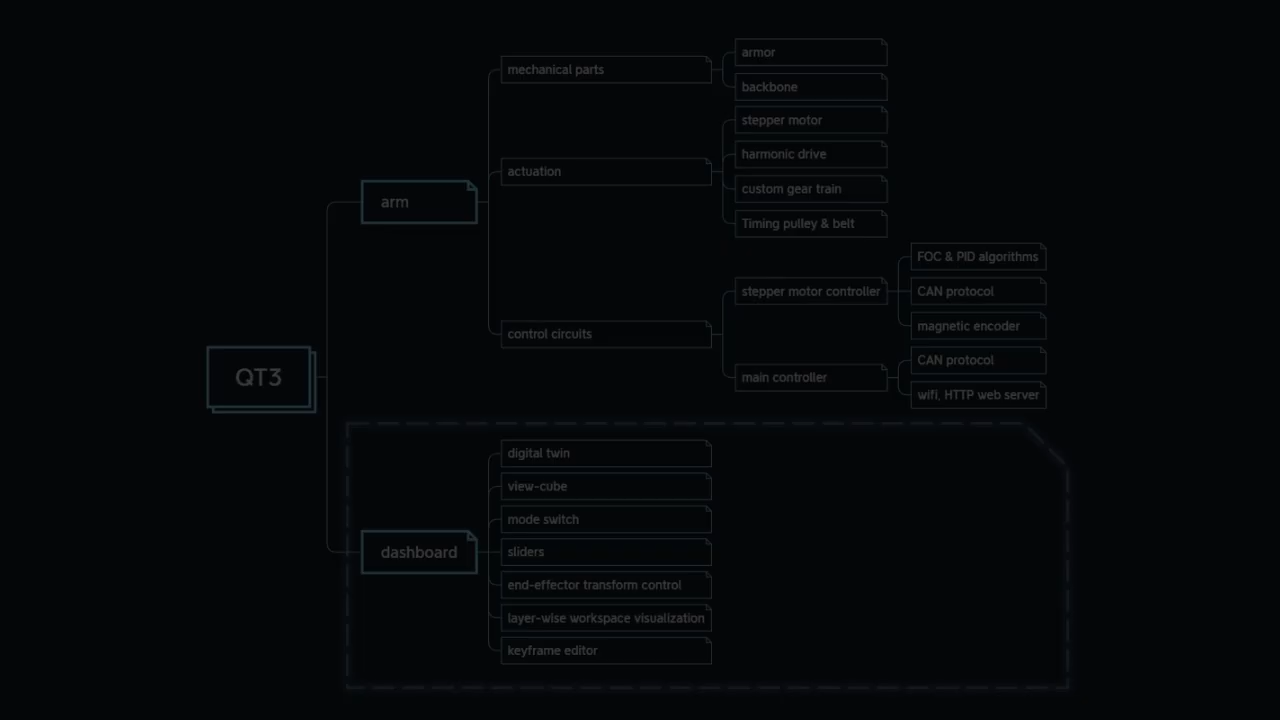 QT3
arm
mechanical parts
armor
backbone
actuation
stepper motor
harmonic drive
custom gear train
Timing pulley & belt
control circuits
stepper motor controller
FOC & PID algorithms
CAN protocol
magnetic encoder
main controller
CAN protocol
wifi, HTTP web server
dashboard
digital twin
view-cube
mode switch
sliders
end-effector transform control
layer-wise workspace visualization
keyframe editor